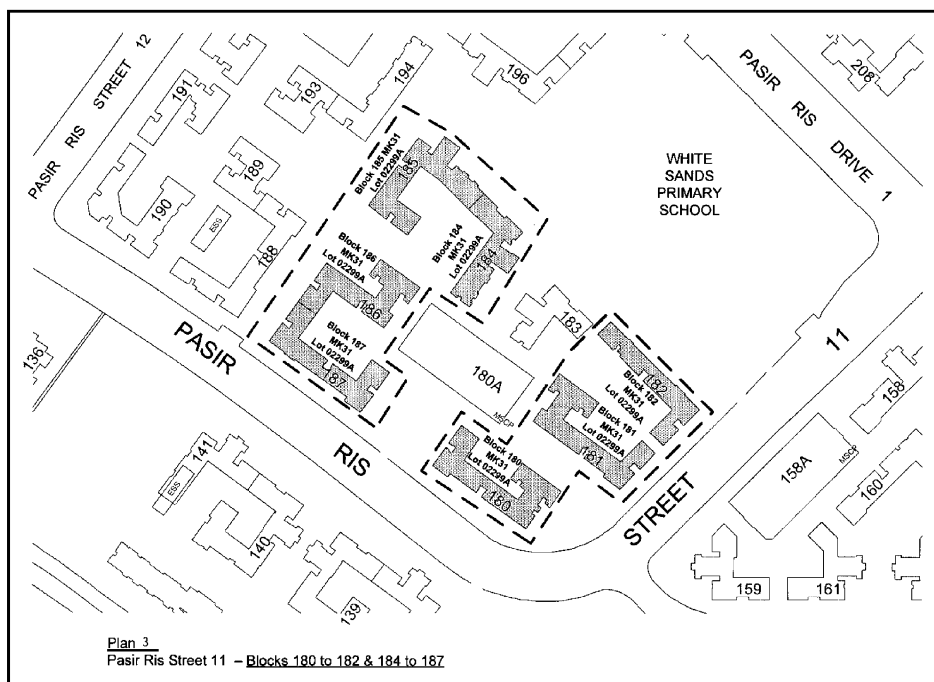 PASIR RIS STREET 12
191
193
194
196
208
PASIR RIS DRIVE 1
WHITE
SANDS
PRIMARY
SCHOOL
189
190
ESS
188
Block 185 MK31
Lot 02299A
185
Block 184
MK31
Lot 02299A
184
Block 186
MK31
Lot 02299A
186
Block 187
MK31
Lot 02299A
187
183
180A
MSCP
Block 182
MK31
Lot 02299A
182
Block 181
MK31
Lot 02299A
181
Block 180
MK31
Lot 02299A
180
PASIR RIS STREET 11
136
141
ESS
140
139
158
158A
MSCP
160
159
161
Plan 3
Pasir Ris Street 11 – Blocks 180 to 182 & 184 to 187